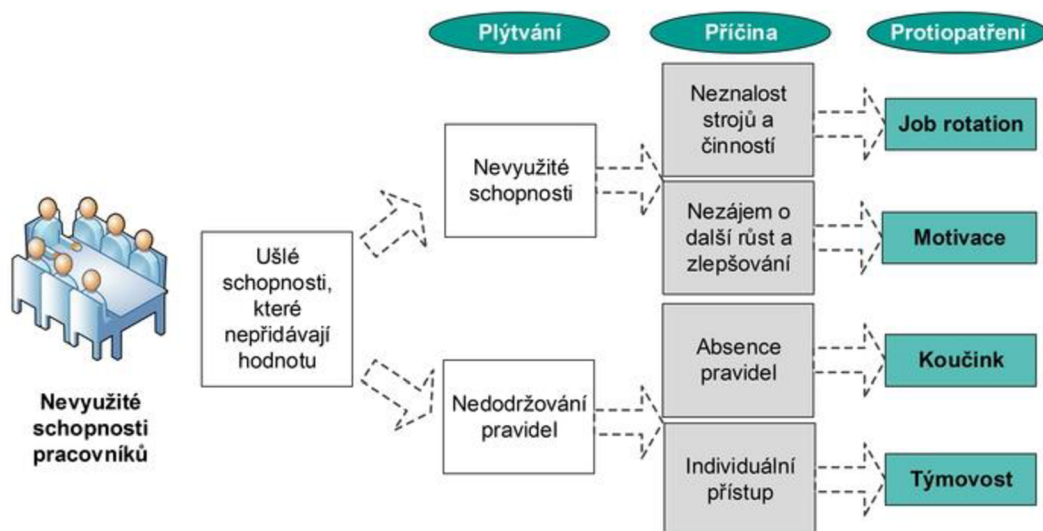 Plýtvání
Příčina
Protiopatření
Nevyužité
schopnosti
pracovníků
Ušlé
schopnosti,
které
nepřidávají
hodnotu
Nevyužité
schopnosti
Neznalost
strojů a
činností
Job rotation
Nezájem o
další růst a
zlepšování
Motivace
Nedodržování
pravidel
Absence
pravidel
Koučink
Individuální
přístup
Týmovost